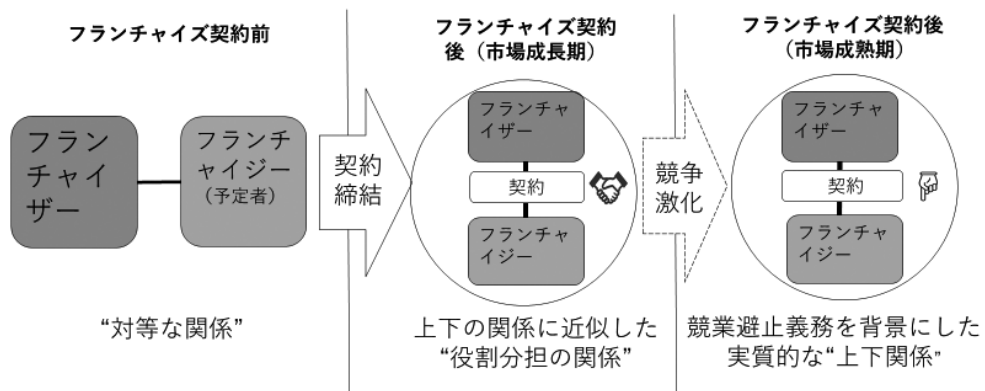 フランチャイズ契約前
フラン
チャイ
ザー
フランチ
ャイジー
(予定者)
“対等な関係”
契約
締結
フランチャイズ契約
後（市場成長期）
フランチャ
イザー
契約
フランチャ
イジー
上下の関係に近似した
“役割分担の関係”
競争
激化
フランチャイズ契約後
（市場成熟期）
フランチャ
イザー
契約
フランチャ
イジー
競業避止義務を背景にした
実質的な“上下関係”